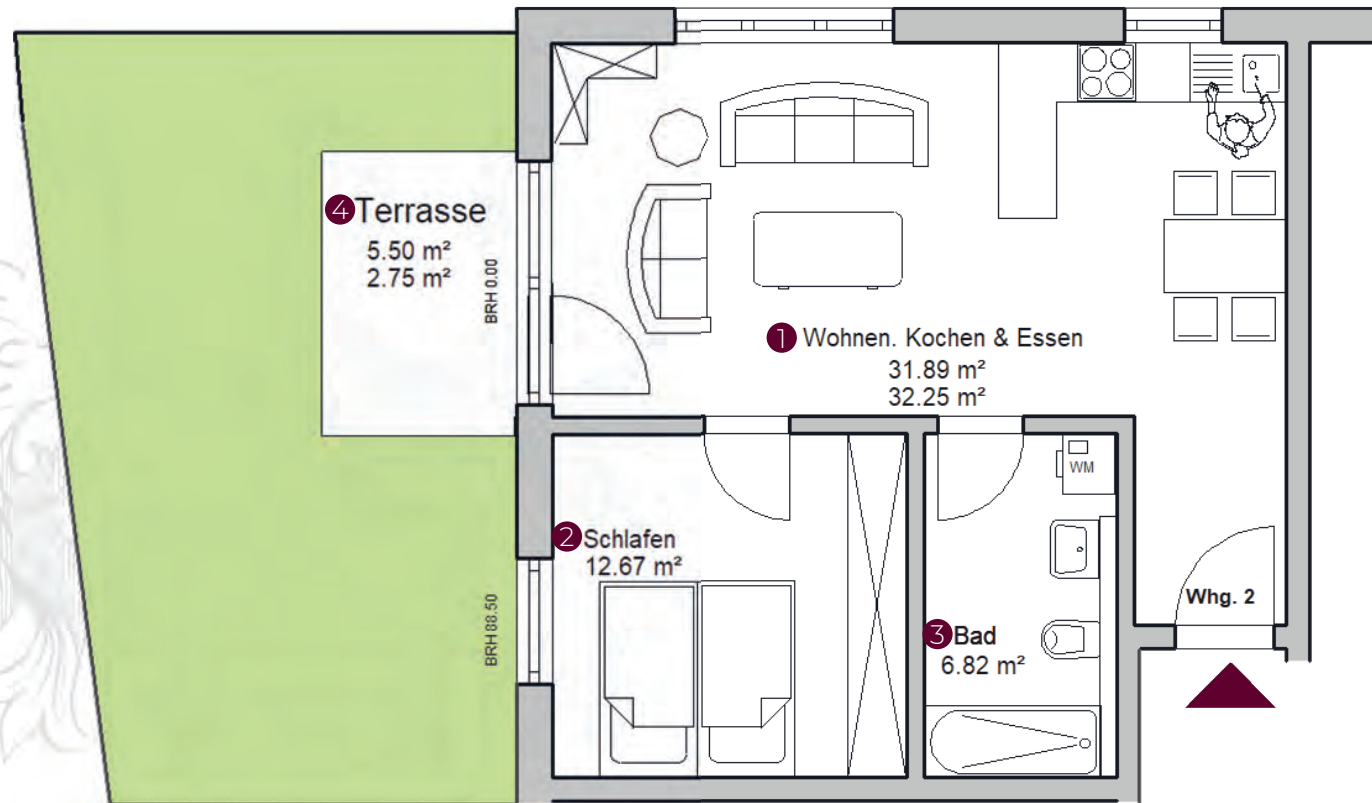 4 Terrasse
5.50 m²
2.75 m²
BRH 0.00
1 Wohnen. Kochen & Essen
31.89 m²
32.25 m²
WM
2 Schlafen
12.67 m²
BRH 88.50
Whg. 2
3 Bad
6.82 m²